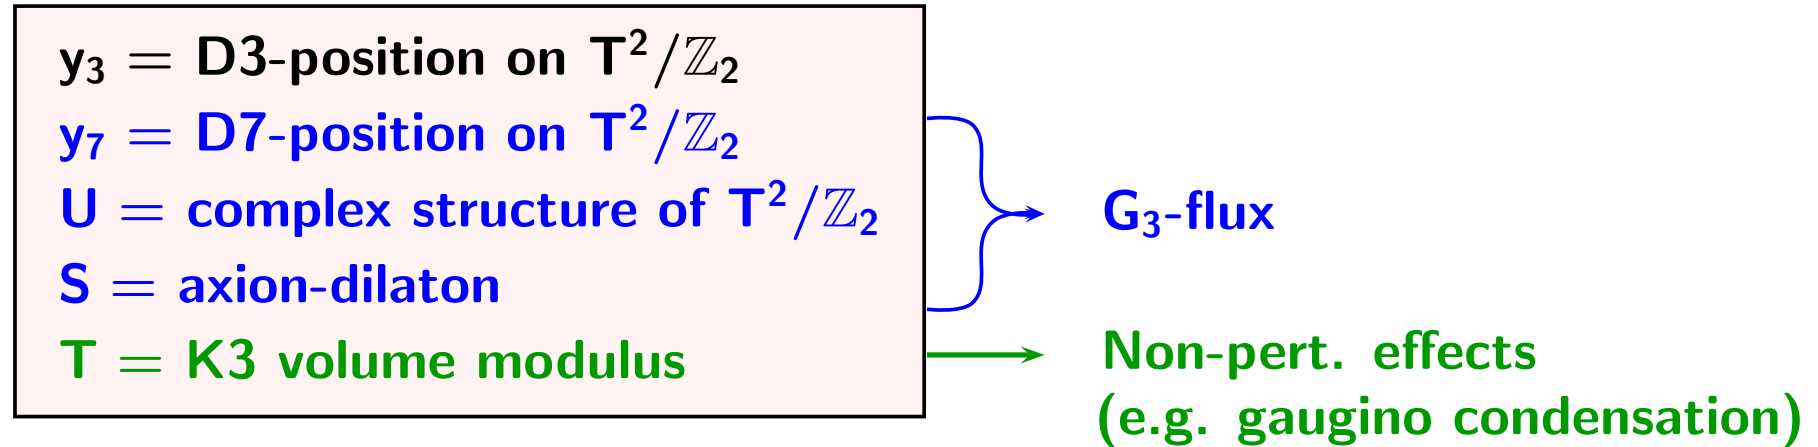 y₃ = D3-position on T²/ℤ₂
y₇ = D7-position on T²/ℤ₂
U = complex structure of T²/ℤ₂
S = axion-dilaton
T = K3 volume modulus
G₃-flux
Non-pert. effects
(e.g. gaugino condensation)